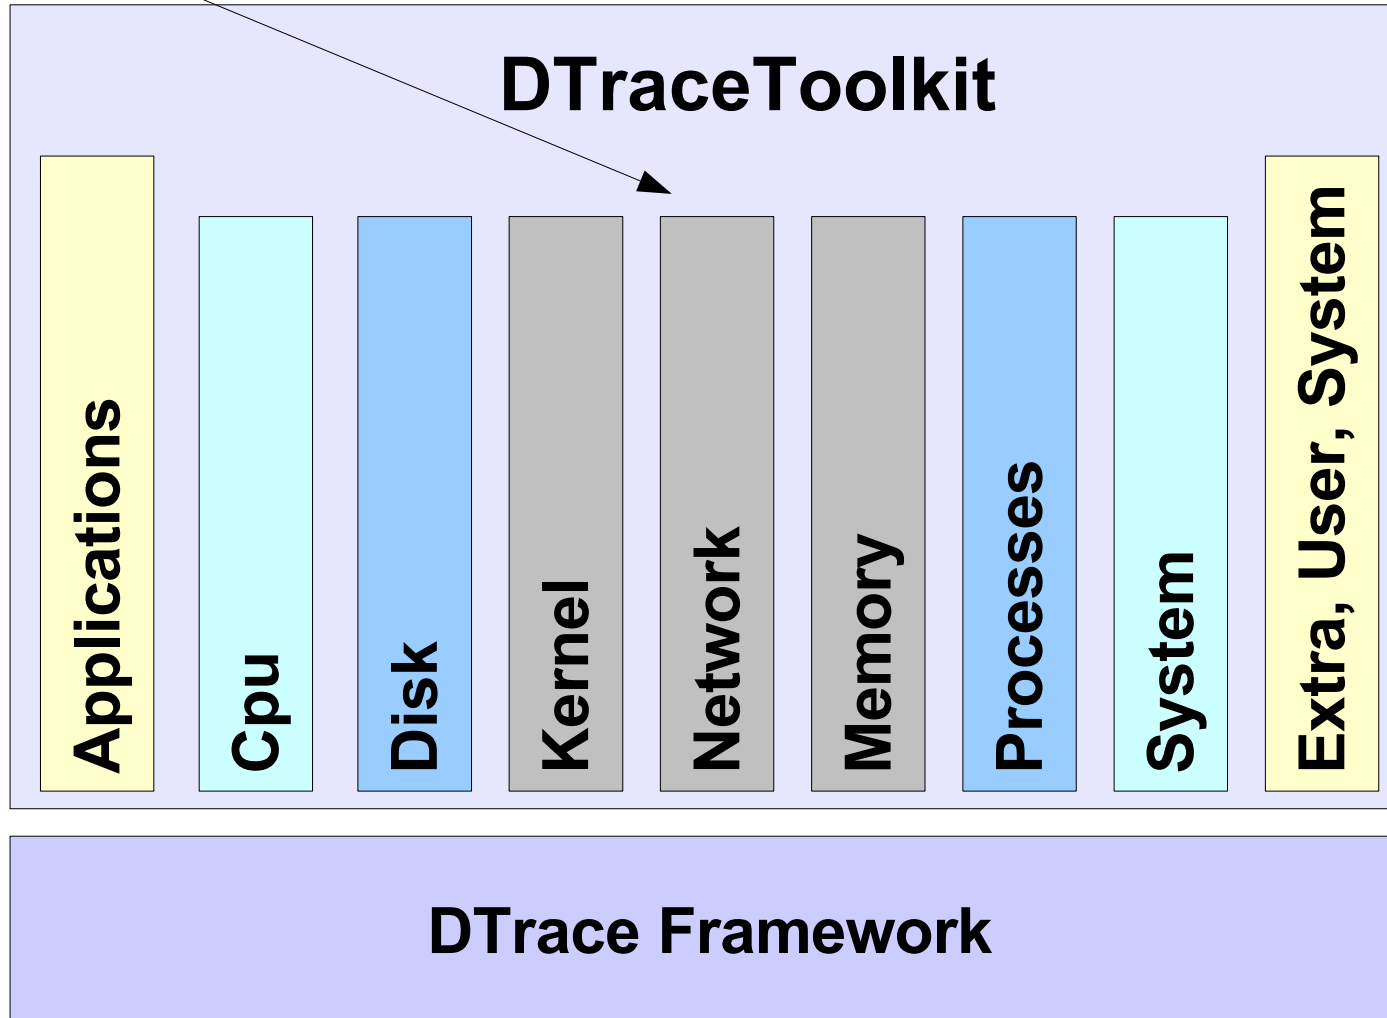 DTraceToolkit
Applications
Cpu
Disk
Kernel
Network
Memory
Processes
System
Extra, User, System
DTrace Framework